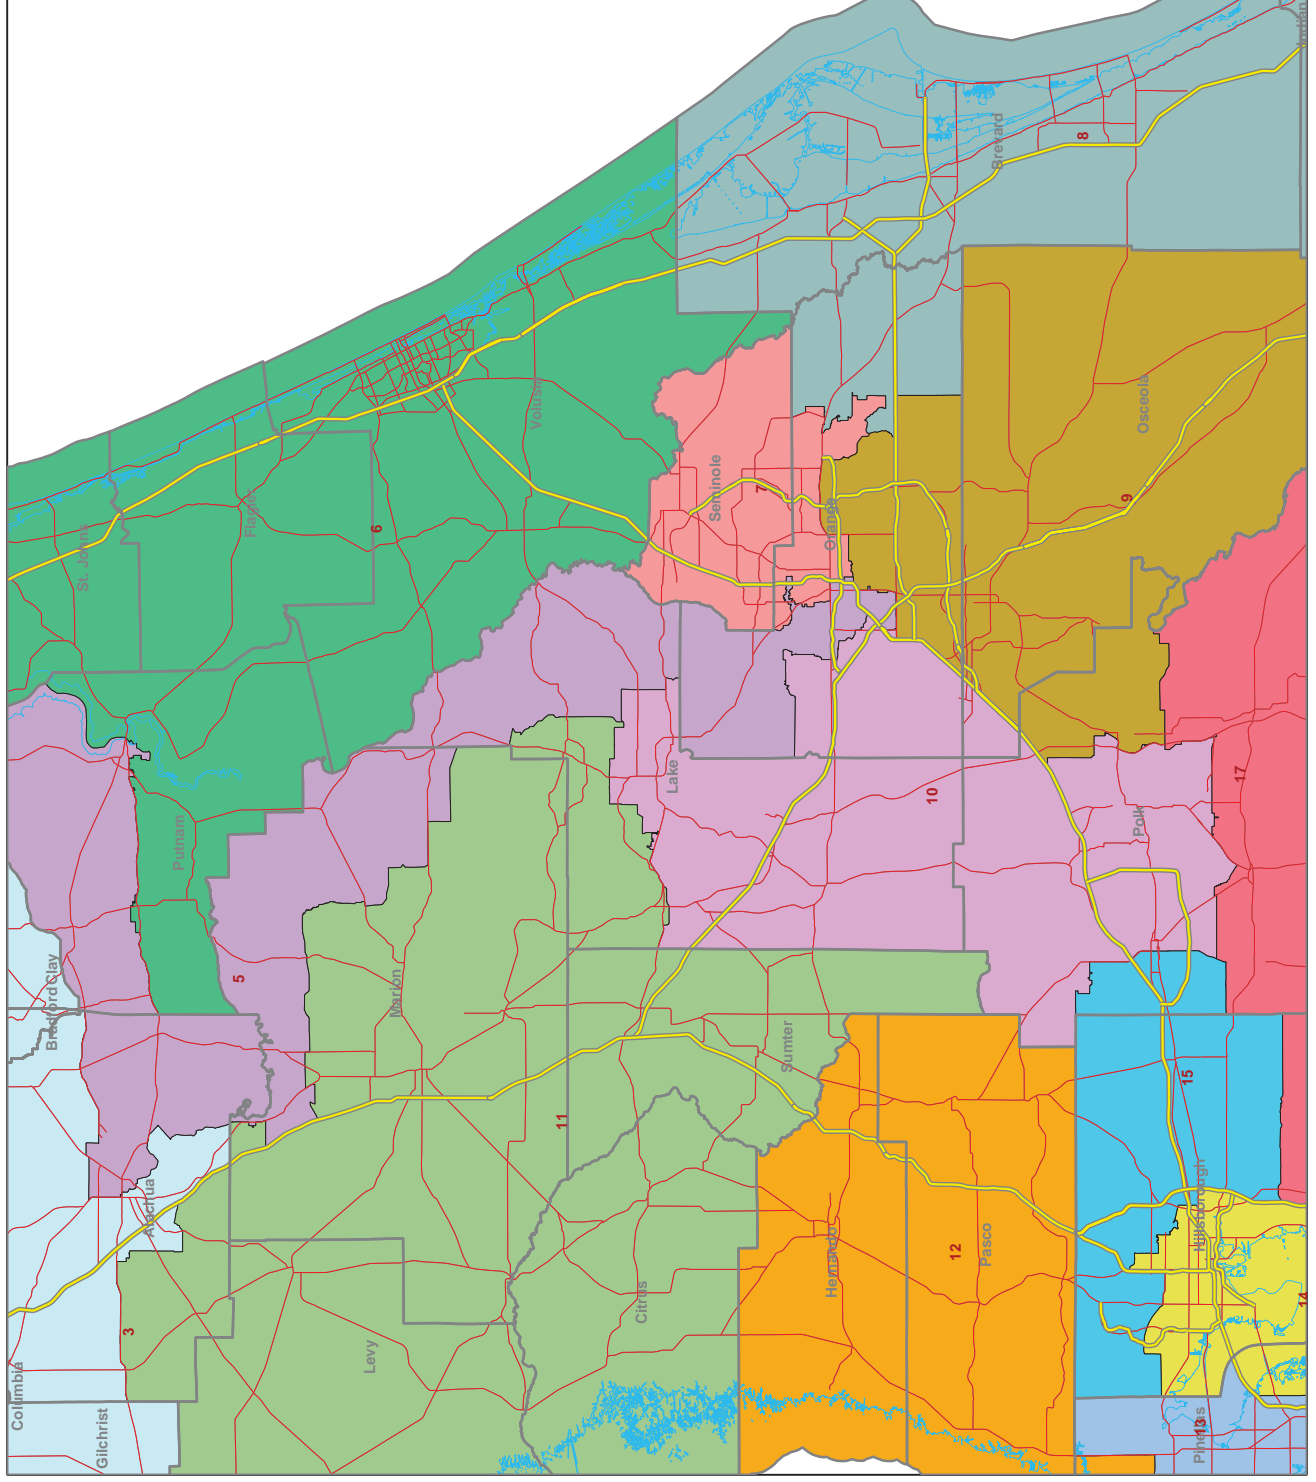 Columbia
Gilchrist
3
Alachua
Bradford
Clay
St. Johns
Putnam
5
Flagler
6
Marion
Levy
Volusia
11
Citrus
Sumter
Lake
Seminole
7
Orange
Hernando
12
Pasco
10
Brevard
8
Osceola
9
Polk
17
15
Hillsborough
13
Pinellas
14
Indian